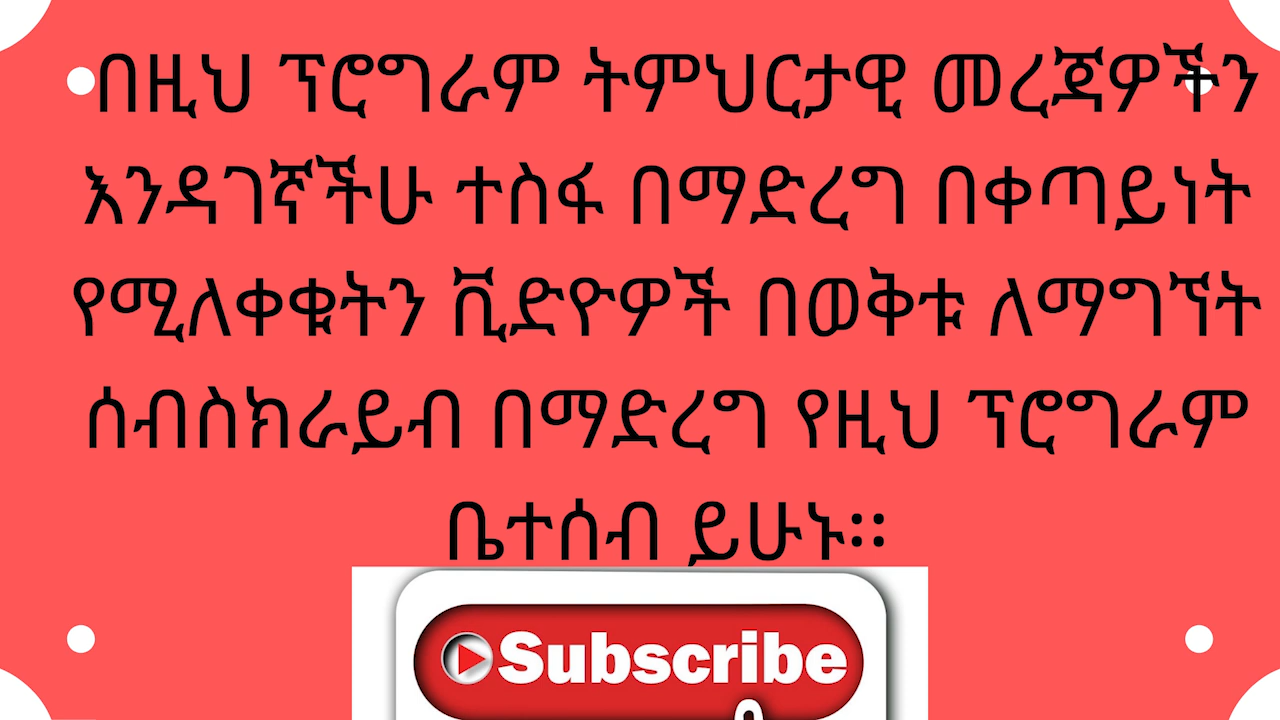 በዚህ ፕሮግራም ትምህርታዊ መረጃዎችን
እንዳገኛችሁ ተስፋ በማድረግ በቀጣይነት
የሚለቀቁትን ቪድዮዎች በወቅቱ ለማግኘት
ሰብስክራይብ በማድረግ የዚህ ፕሮግራም
ቤተሰብ ይሁኑ፡፡
Subscribe